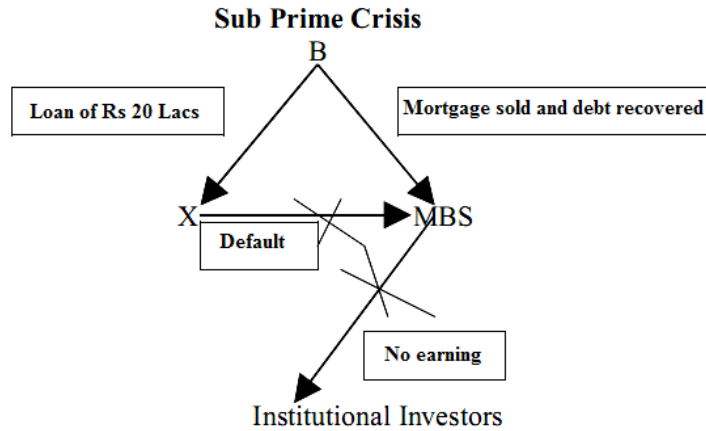 Sub Prime Crisis
B
Loan of Rs 20 Lacs
Mortgage sold and debt recovered
X
MBS
Default
No earning
Institutional Investors